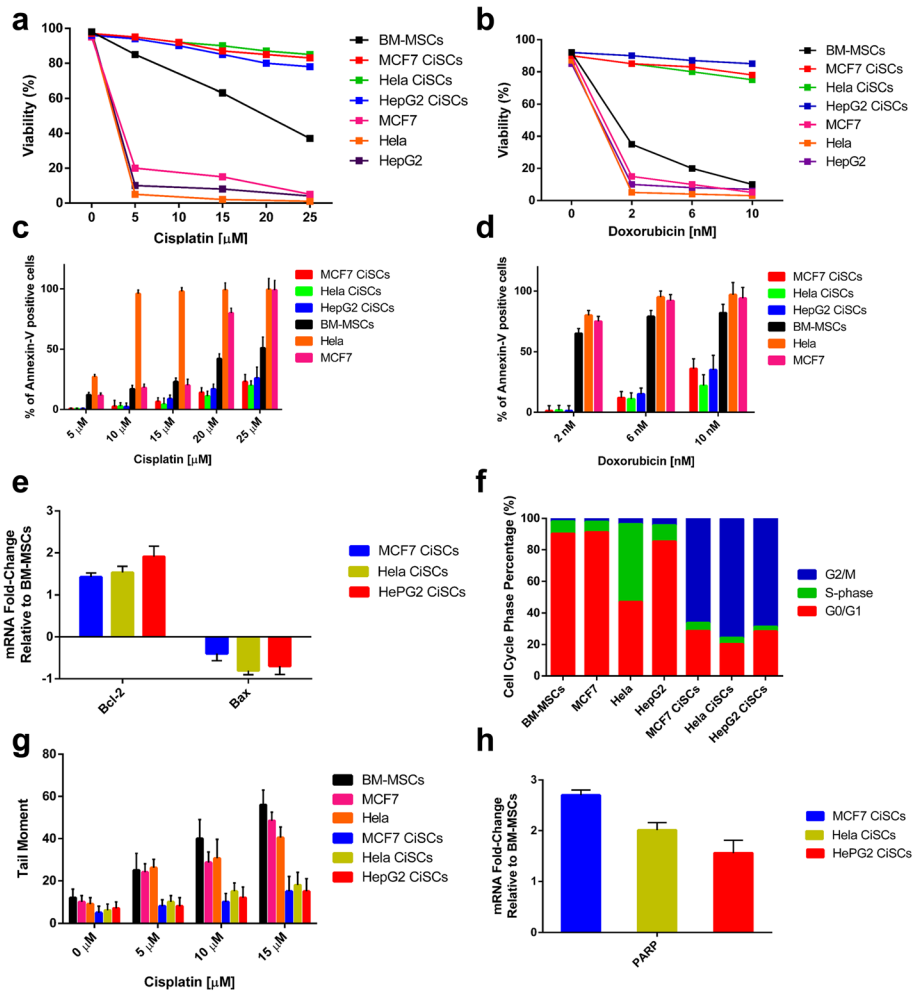 a
Viability (%)
100
80
60
40
20
0
0 5 10 15 20 25
Cisplatin [μM]
BM-MSCs
MCF7 CiSCs
Hela CiSCs
HepG2 CiSCs
MCF7
Hela
HepG2
b
Viability (%)
100
80
60
40
20
0
0 2 6 10
Doxorubicin [nM]
BM-MSCs
MCF7 CiSCs
Hela CiSCs
HepG2 CiSCs
MCF7
Hela
HepG2
c
% of Annexin-V positive cells
100
50
0
5 μM 10 μM 15 μM 20 μM 25 μM
Cisplatin [μM]
MCF7 CiSCs
Hela CiSCs
HepG2 CiSCs
BM-MSCs
Hela
MCF7
d
% of Annexin-V positive cells
100
50
0
2 nM 6 nM 10 nM
Doxorubicin [nM]
MCF7 CiSCs
Hela CiSCs
HepG2 CiSCs
BM-MSCs
Hela
MCF7
e
mRNA Fold-Change
Relative to BM-MSCs
3
2
1
0
-1
Bcl-2 Bax
MCF7 CiSCs
Hela CiSCs
HePG2 CiSCs
f
Cell Cycle Phase Percentage (%)
100
80
60
40
20
0
BM-MSCs MCF7 Hela HepG2 MCF7 CiSCs Hela CiSCs HepG2 CiSCs
G2/M
S-phase
G0/G1
g
Tail Moment
80
60
40
20
0
0 μM 5 μM 10 μM 15 μM
Cisplatin [μM]
BM-MSCs
MCF7
Hela
MCF7 CiSCs
Hela CiSCs
HepG2 CiSCs
h
mRNA Fold-Change
Relative to BM-MSCs
3
2
1
0
PARP
MCF7 CiSCs
Hela CiSCs
HePG2 CiSCs